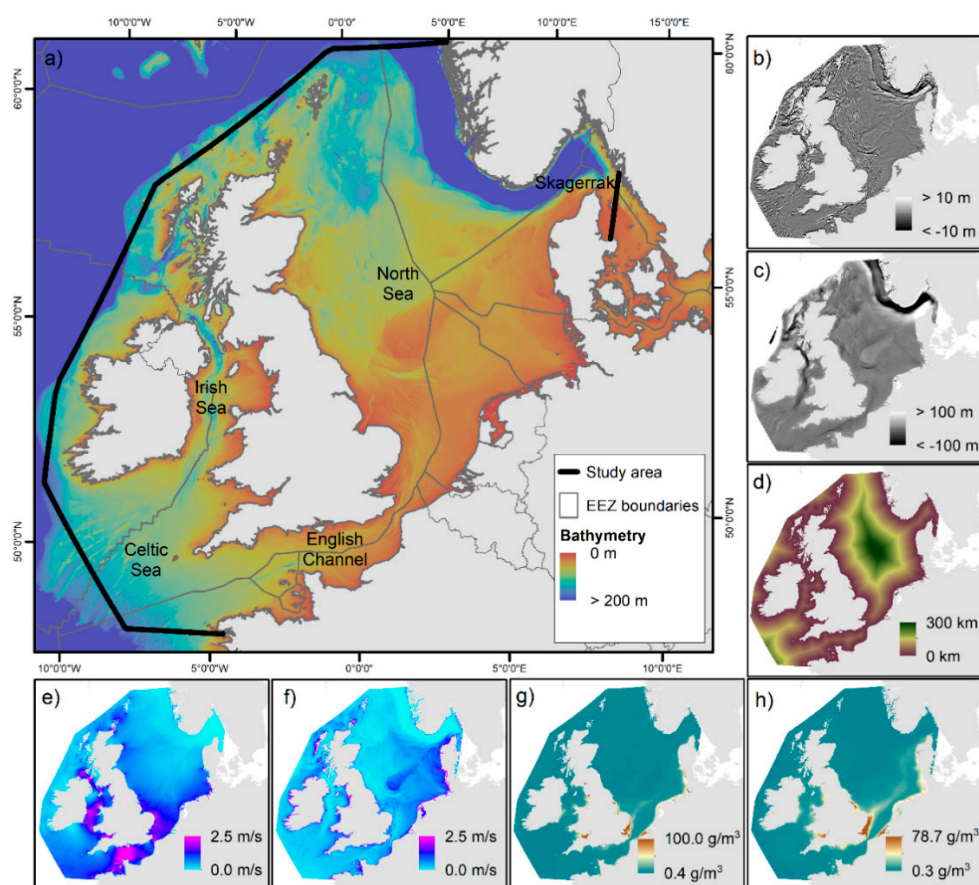 10°0'0"W 5°0'0"W 0°0'0" 5°0'0"E 10°0'0"E 15°0'0"E
a)
60°0'0"N
55°0'0"N
50°0'0"N
60°0'0"N
55°0'0"N
50°0'0"N
Skagerrak
North
Sea
Irish
Sea
Celtic
Sea
English
Channel
Study area
EEZ boundaries
Bathymetry
0 m
> 200 m
10°0'0"W 5°0'0"W 0°0'0" 5°0'0"E 10°0'0"E
b)
> 10 m
< -10 m
c)
> 100 m
< -100 m
d)
300 km
0 km
e)
2.5 m/s
0.0 m/s
f)
2.5 m/s
0.0 m/s
g)
100.0 g/m³
0.4 g/m³
h)
78.7 g/m³
0.3 g/m³